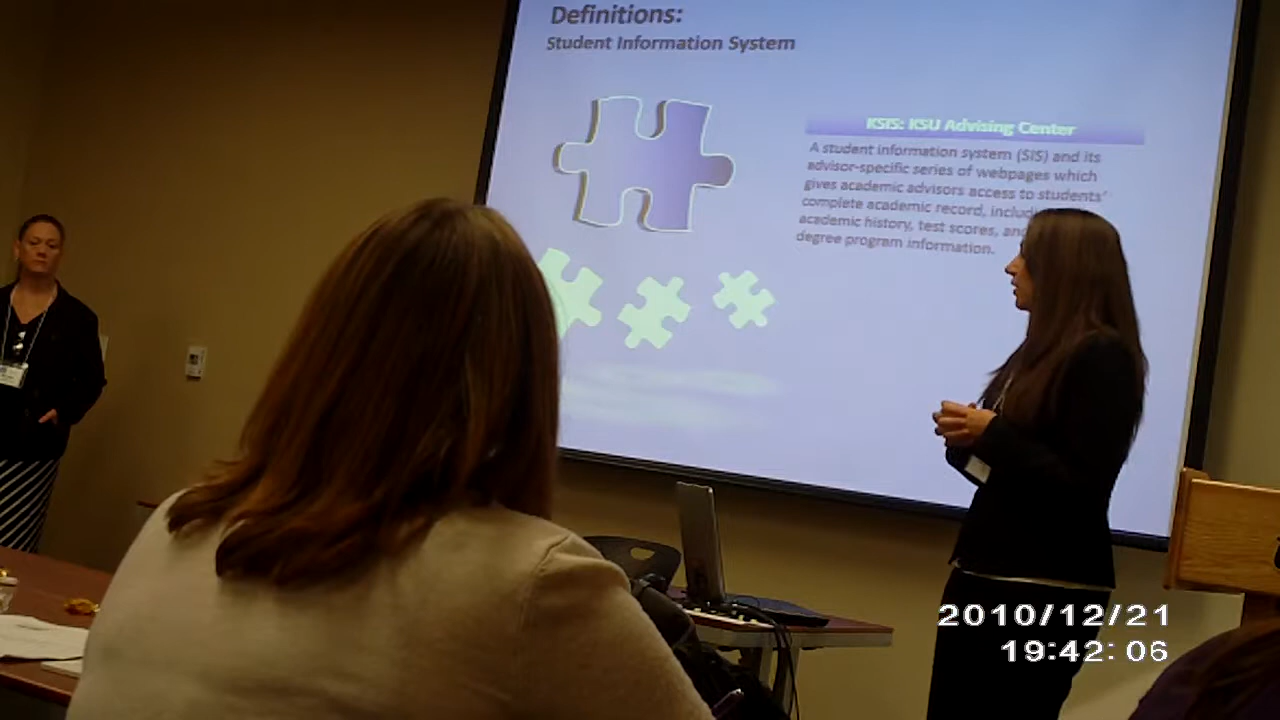 Definitions:
Student Information System
KSIS: KSU Advising Center
A student information system (SIS) and its
advisor-specific series of webpages which
gives academic advisors access to students'
complete academic record,
academic history, test scores,
degree program information.
2010/12/21
19:42:06